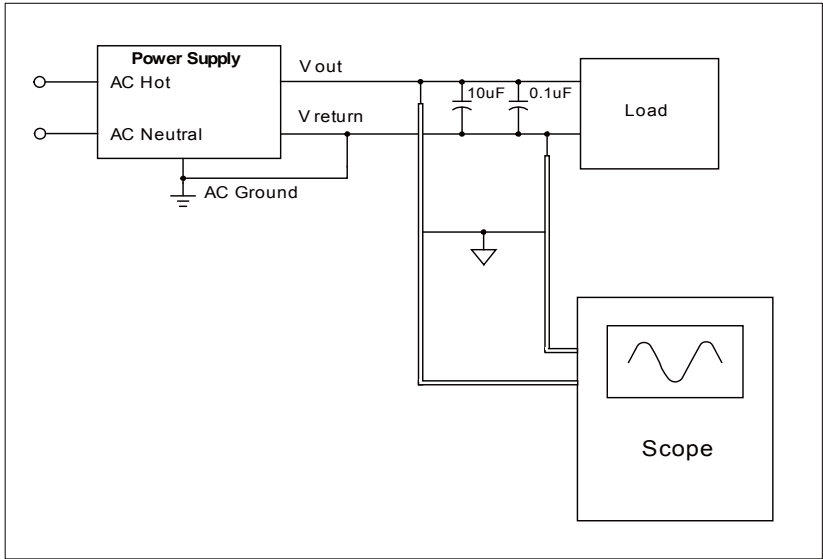 Power Supply
AC Hot
AC Neutral
V out
V return
10uF
0.1uF
Load
AC Ground
Scope